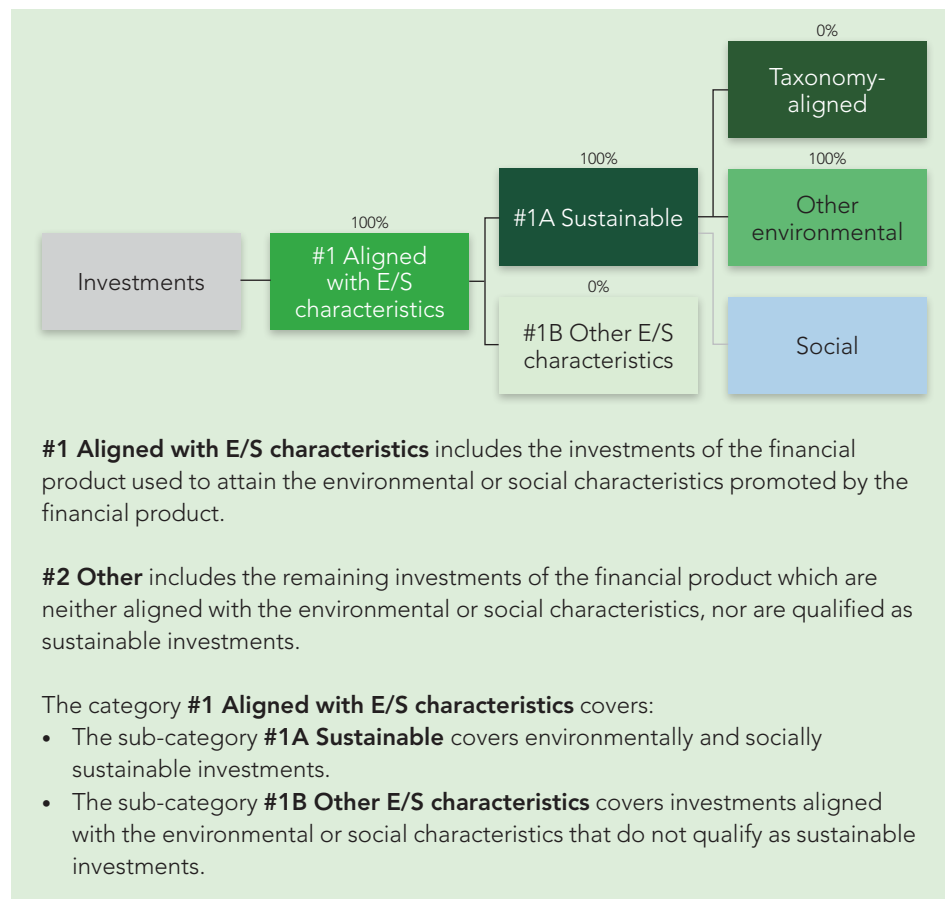 0%
Taxonomy-
aligned
100%
#1A Sustainable
100%
Other
environmental
100%
#1 Aligned
with E/S
characteristics
Investments
0%
#1B Other E/S
characteristics
Social
#1 Aligned with E/S characteristics includes the investments of the financial
product used to attain the environmental or social characteristics promoted by the
financial product.
#2 Other includes the remaining investments of the financial product which are
neither aligned with the environmental or social characteristics, nor are qualified as
sustainable investments.
The category #1 Aligned with E/S characteristics covers:
• The sub-category #1A Sustainable covers environmentally and socially
sustainable investments.
• The sub-category #1B Other E/S characteristics covers investments aligned
with the environmental or social characteristics that do not qualify as sustainable
investments.